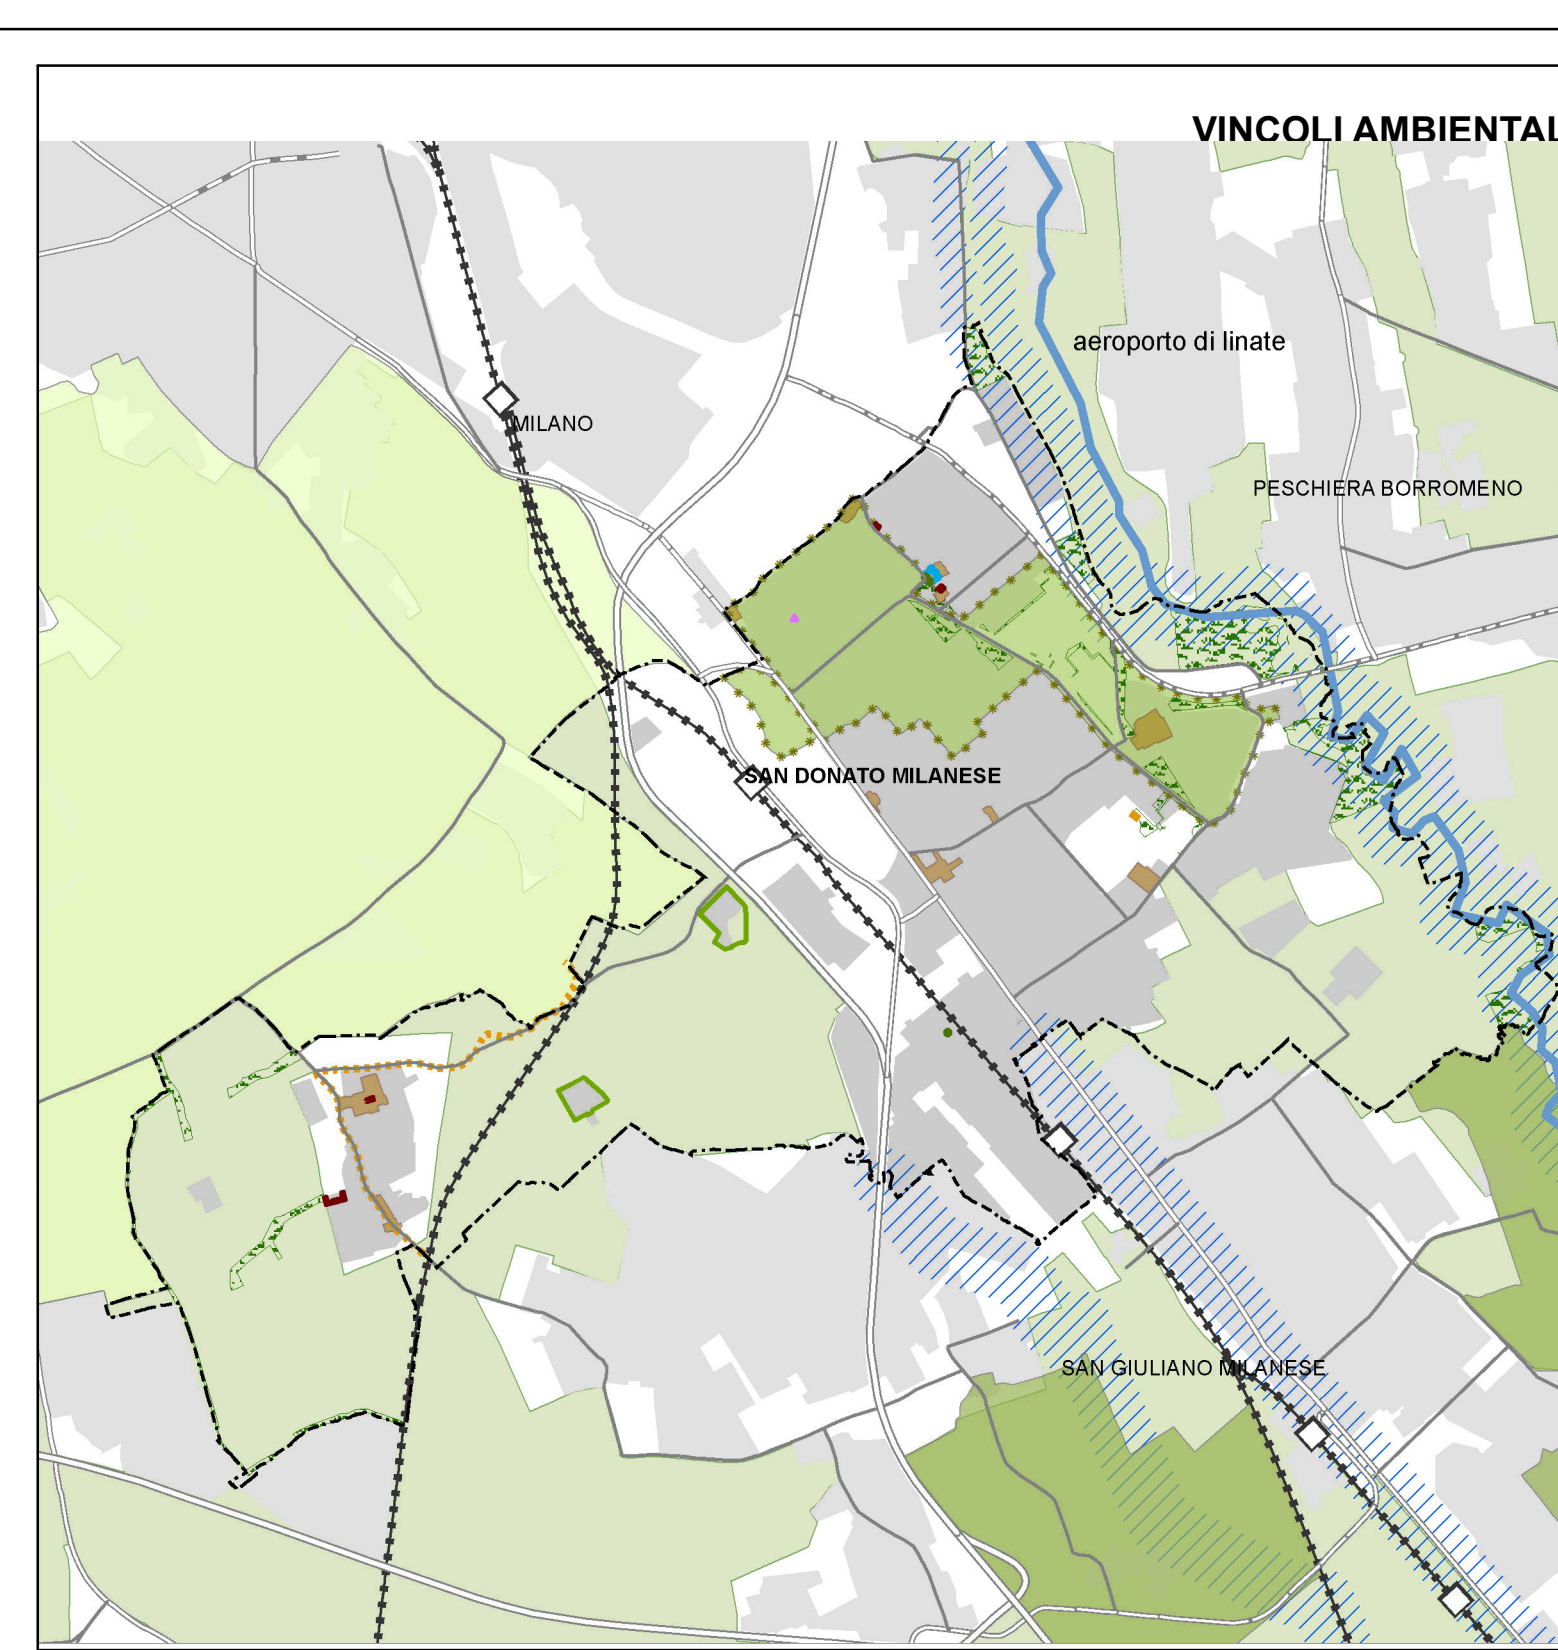 VINCOLI AMBIENTAL
aeroporto di linate
MILANO
PESCHIERA BORROMENO
SAN DONATO MILANESE
SAN GIULIANO MILANESE